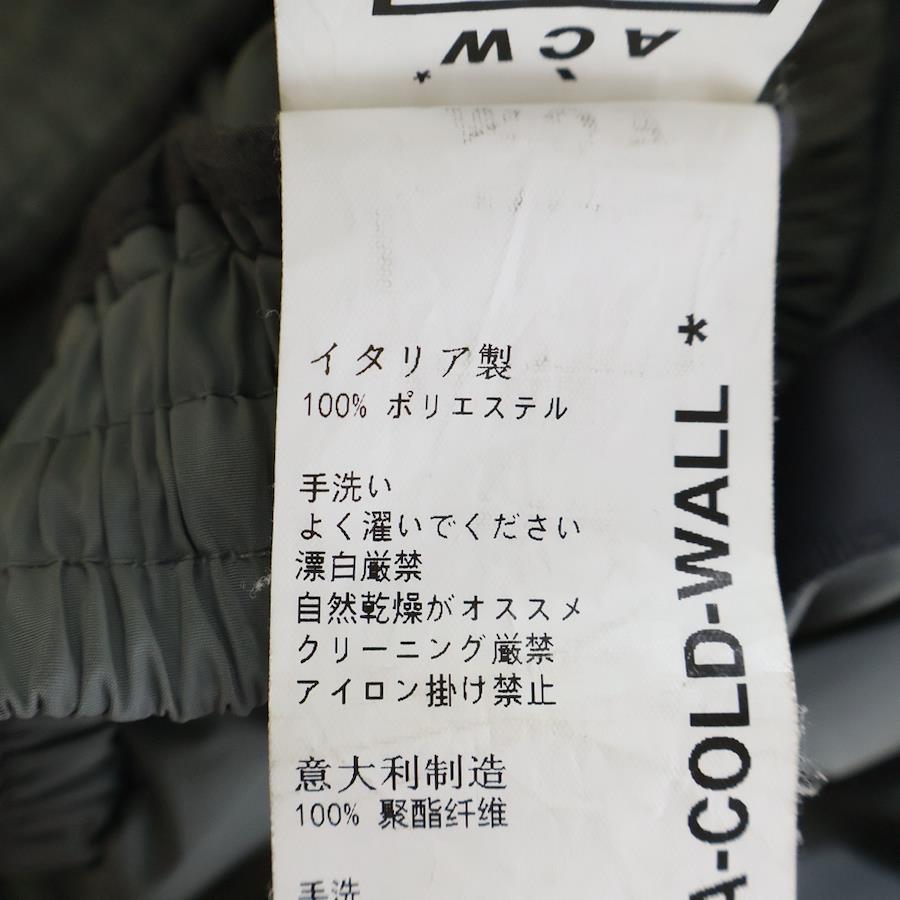 ACW*
イタリア製
100% ポリエステル
手洗い
よく濯いでください
漂白厳禁
自然乾燥がオススメ
クリーニング厳禁
アイロン掛け禁止
意大利制造
100% 聚酯纤维
手洗
A-COLD-WALL*